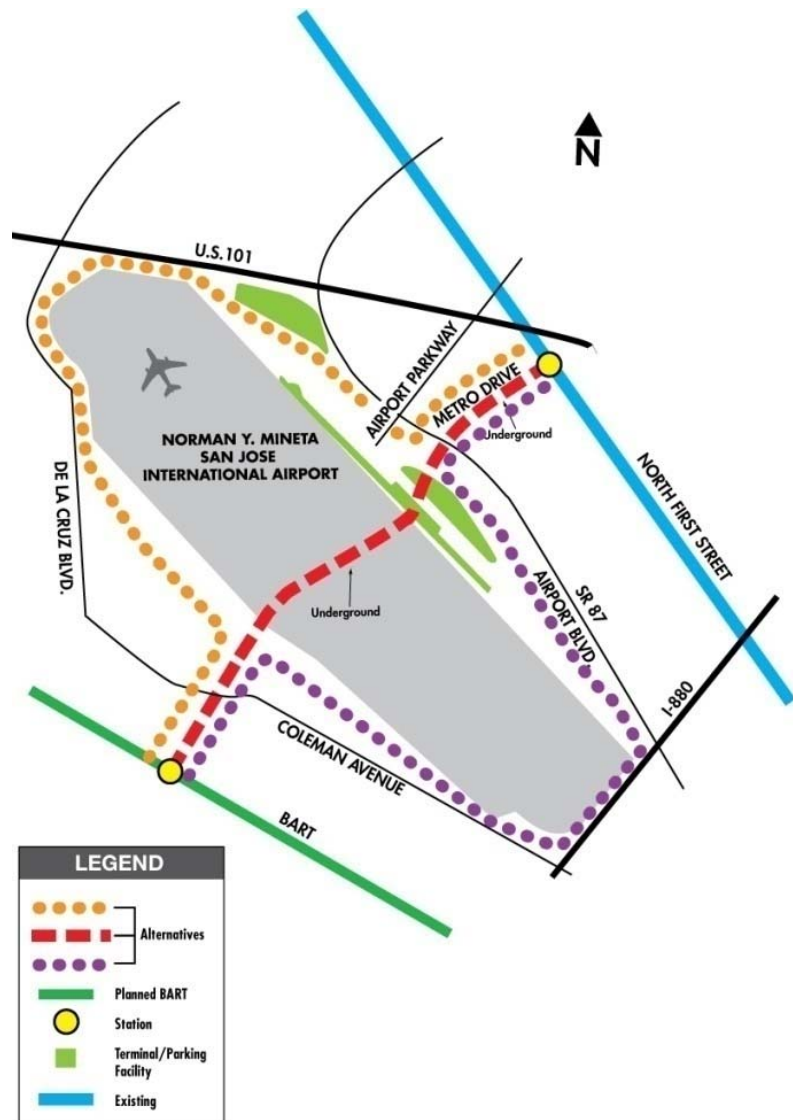 N
U.S.101
AIRPORT PARKWAY
METRO DRIVE
Underground
NORMAN Y. MINETA
SAN JOSE
INTERNATIONAL AIRPORT
DE LA CRUZ BLVD.
NORTH FIRST STREET
Underground
AIRPORT BLVD.
SR 87
I-880
COLEMAN AVENUE
BART
LEGEND
Alternatives
Planned BART
Station
Terminal/Parking
Facility
Existing